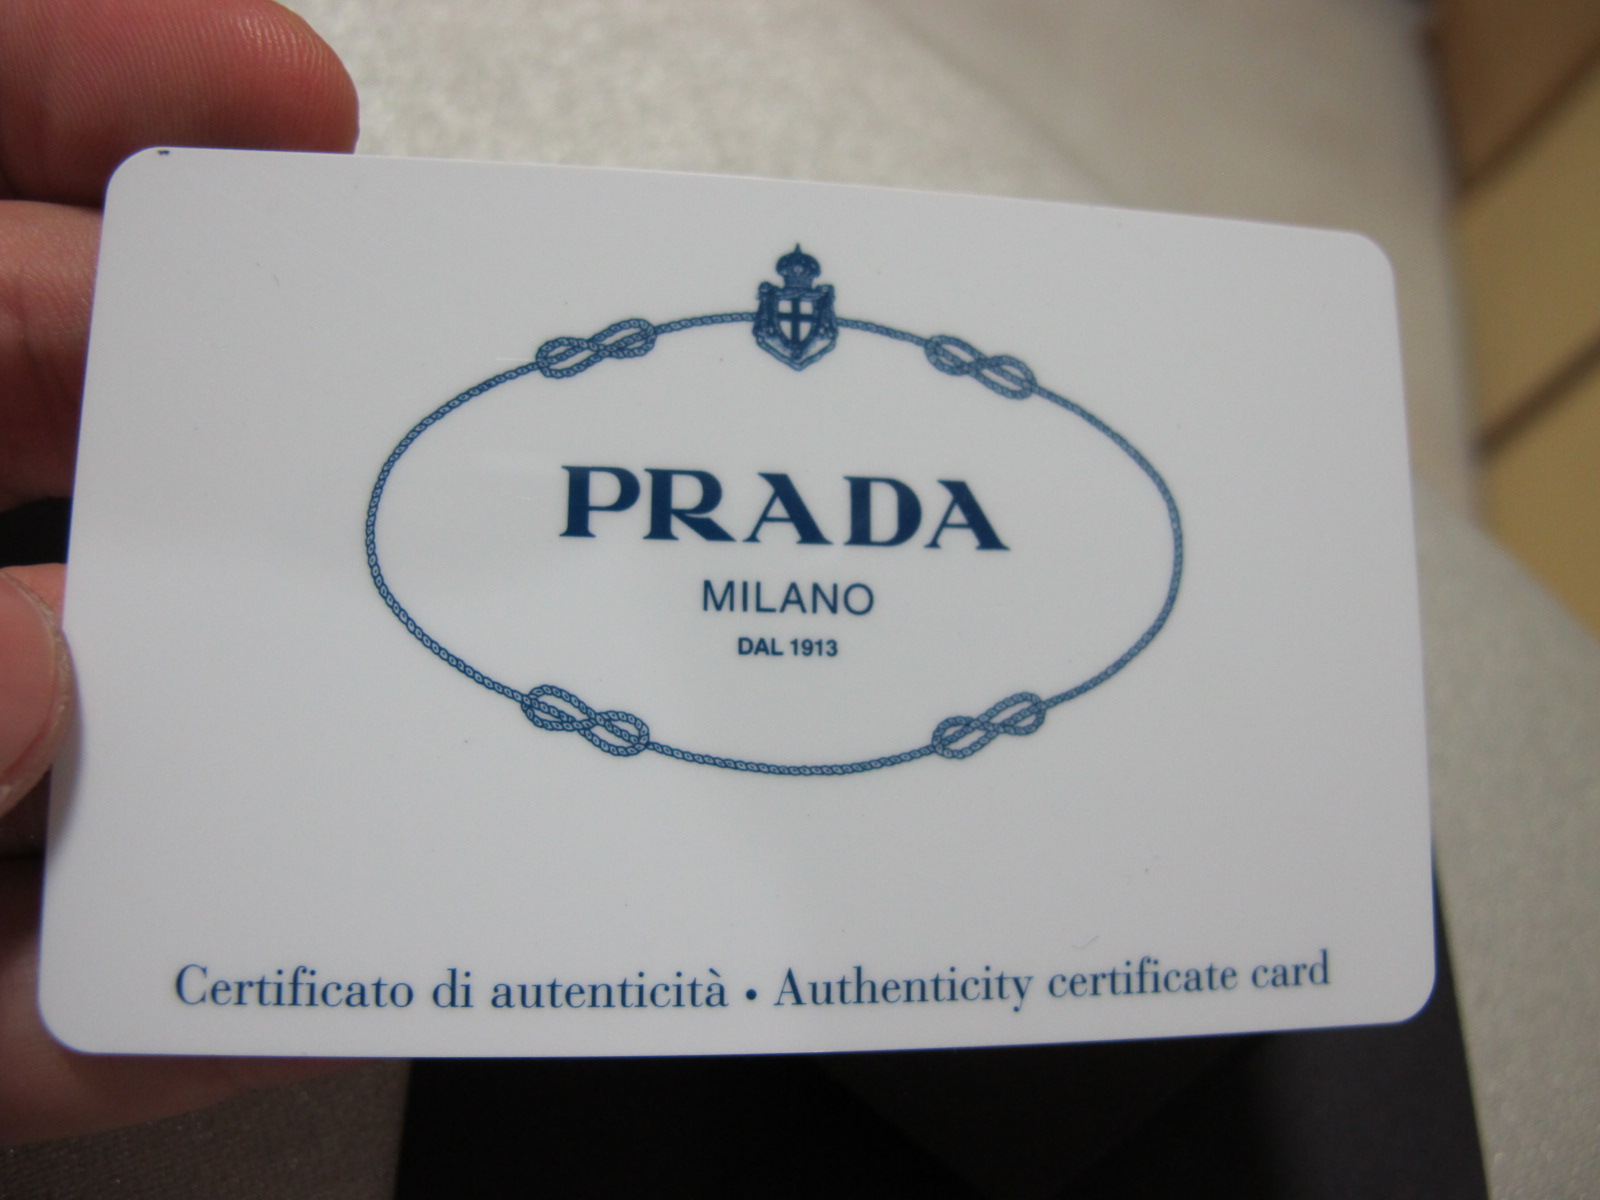 PRADA
MILANO
DAL 1913
Certificato di autenticità • Authenticity certificate card